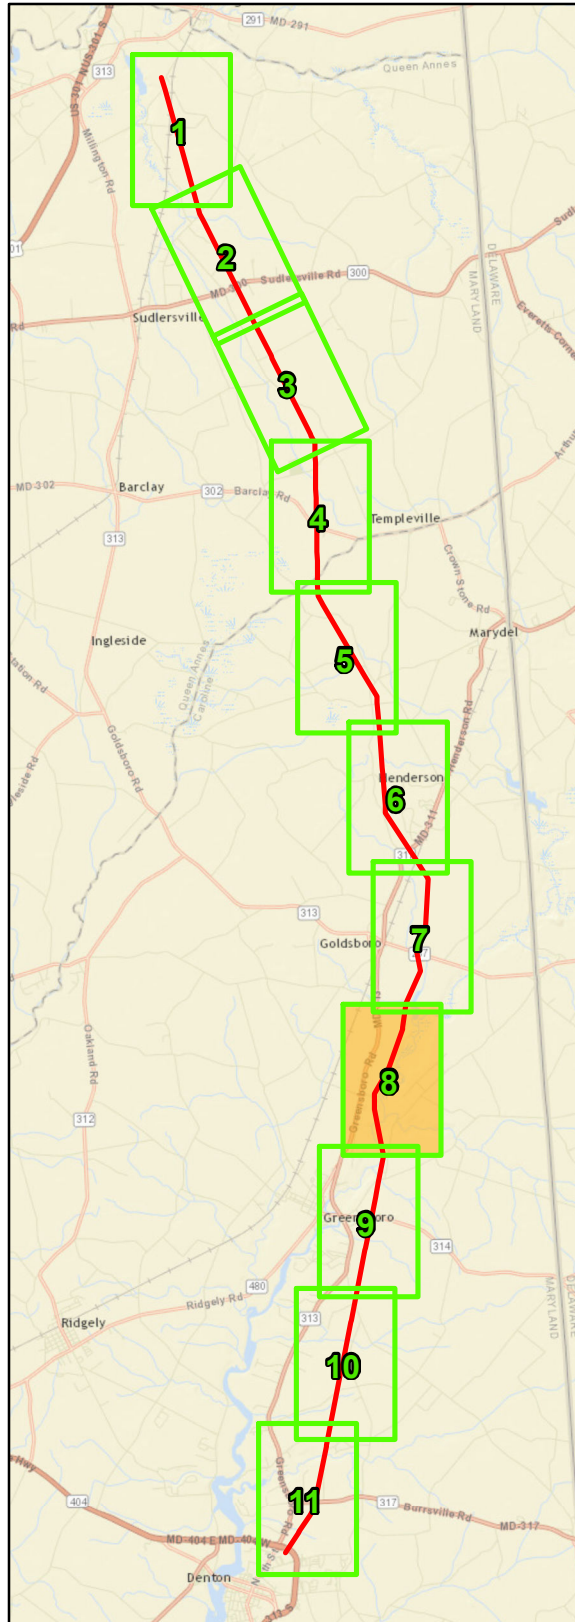 291
MD-291
Queen Annes
313
US 301 N
US 301 S
Millington Rd
1
2
300
Sudlersville Rd
DELAWARE
MARYLAND
Sudlersville
Rd
3
MD-302
Barclay
302
Barclay Rd
4
Templeville
313
Crown Stone Rd
Ingleside
Marydel
5
Queen Annes
Caroline
Goldsboro Rd
Henderson Rd
Henderson
6
MD-311
313
Goldsboro
7
Oakland Rd
8
Greensboro Rd
312
9
314
480
Ridgely Rd
313
MARYLAND
DELAWARE
Ridgely
10
11
404
317
Burrsville Rd
MD-317
MD 404 E
MD 404 W
Denton